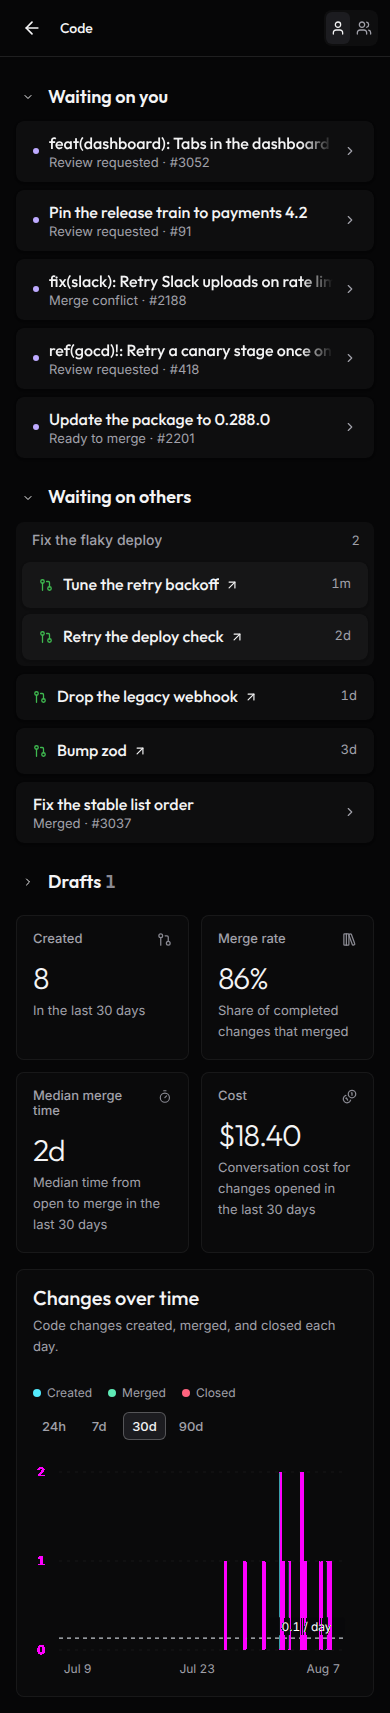 Code
Waiting on you
feat(dashboard): Tabs in the dashboard
Review requested · #3052
Pin the release train to payments 4.2
Review requested · #91
fix(slack): Retry Slack uploads on rate lin
Merge conflict · #2188
ref(gocd)!: Retry a canary stage once on
Review requested · #418
Update the package to 0.288.0
Ready to merge · #2201
Waiting on others
Fix the flaky deploy 2
Tune the retry backoff 1m
Retry the deploy check 2d
Drop the legacy webhook 1d
Bump zod 3d
Fix the stable list order
Merged · #3037
Drafts 1
Created
8
In the last 30 days
Merge rate
86%
Share of completed
changes that merged
Median merge
time
2d
Median time from
open to merge in the
last 30 days
Cost
$18.40
Conversation cost for
changes opened in
the last 30 days
Changes over time
Code changes created, merged, and closed each
day.
Created Merged Closed
24h 7d 30d 90d
2
1
0.1 / day
0
Jul 9 Jul 23 Aug 7